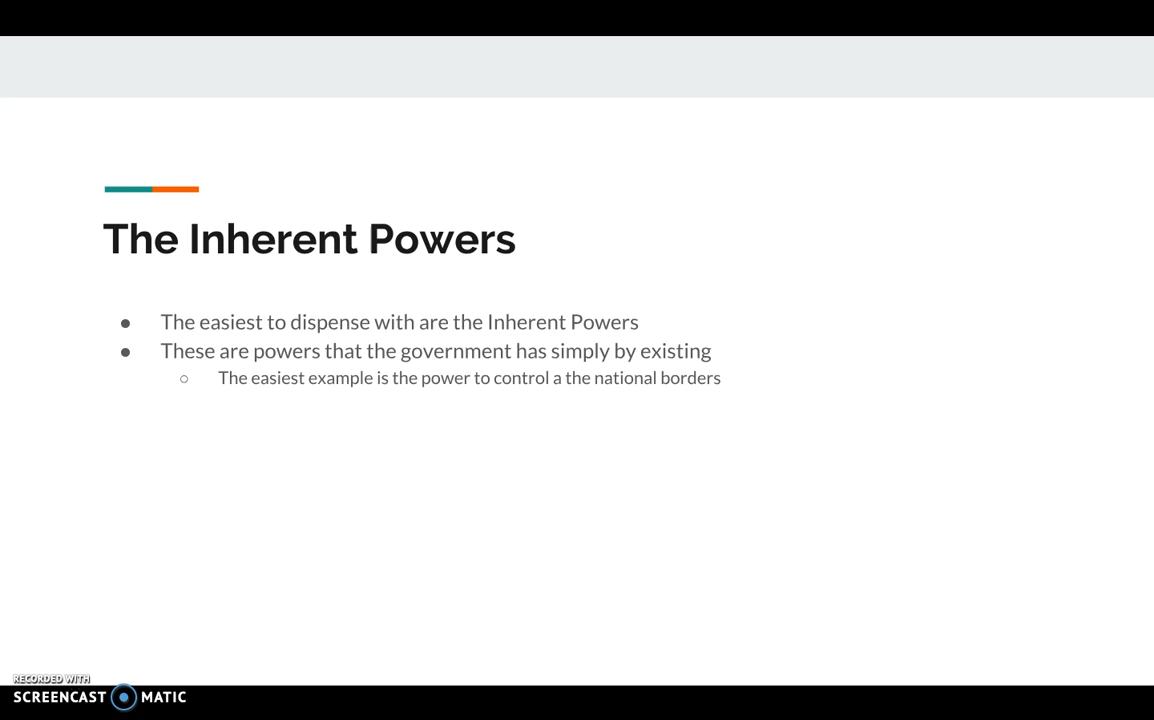 The Inherent Powers
● The easiest to dispense with are the Inherent Powers
● These are powers that the government has simply by existing
○ The easiest example is the power to control a the national borders
RECORDED WITH
SCREENCAST MATIC